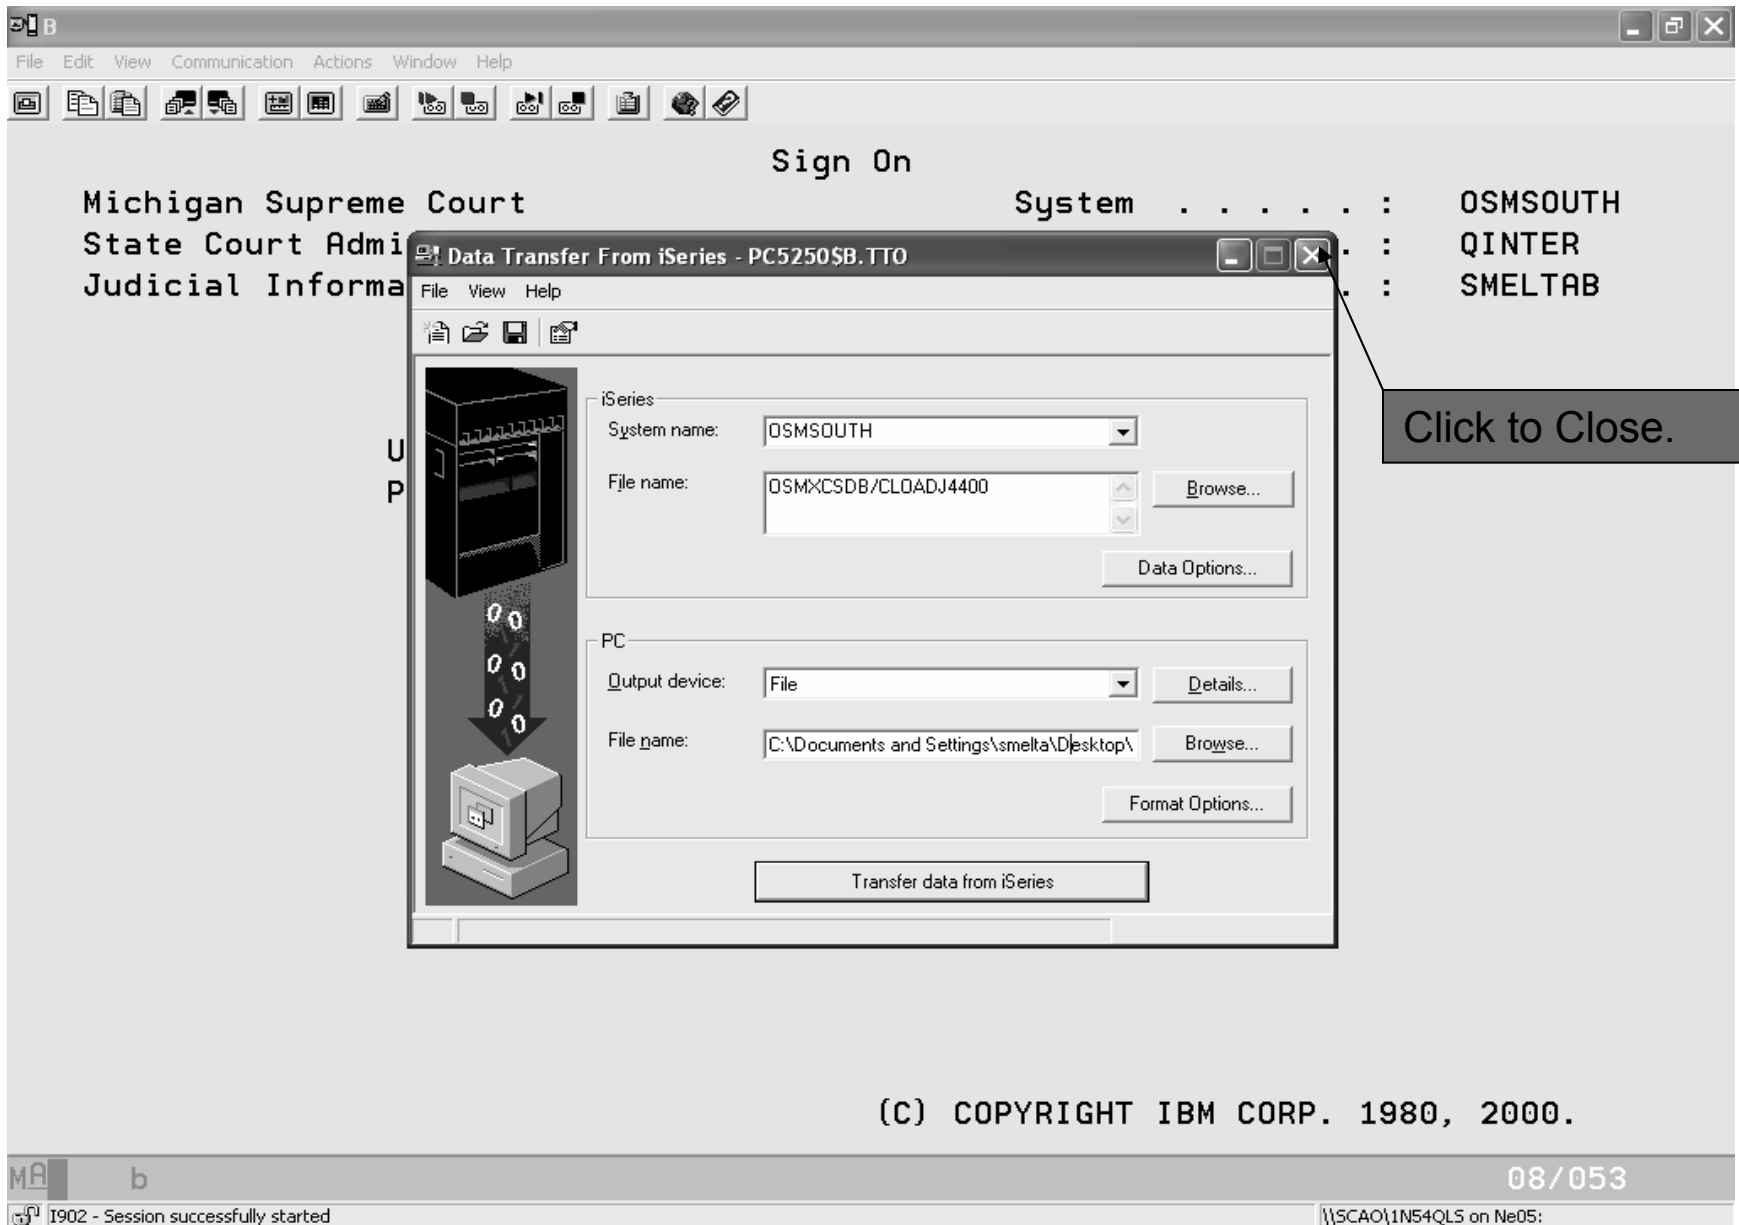 B
File Edit View Communication Actions Window Help
Sign On
Michigan Supreme Court System . . . . . : OSMSOUTH
State Court Admi . : QINTER
Judicial Informa . : SMELTAB
Data Transfer From iSeries - PC5250$B.TTO
File View Help
iSeries
System name: OSMSOUTH
File name: OSMXCSDB/CLOADJ4400 Browse...
Data Options...
Click to Close.
U
P
PC
Output device: File Details...
File name: C:\Documents and Settings\smelta\Desktop\ Browse...
Format Options...
Transfer data from iSeries
(C) COPYRIGHT IBM CORP. 1980, 2000.
MA b 08/053
I902 - Session successfully started \\SCAO\1N54QLS on Ne05: